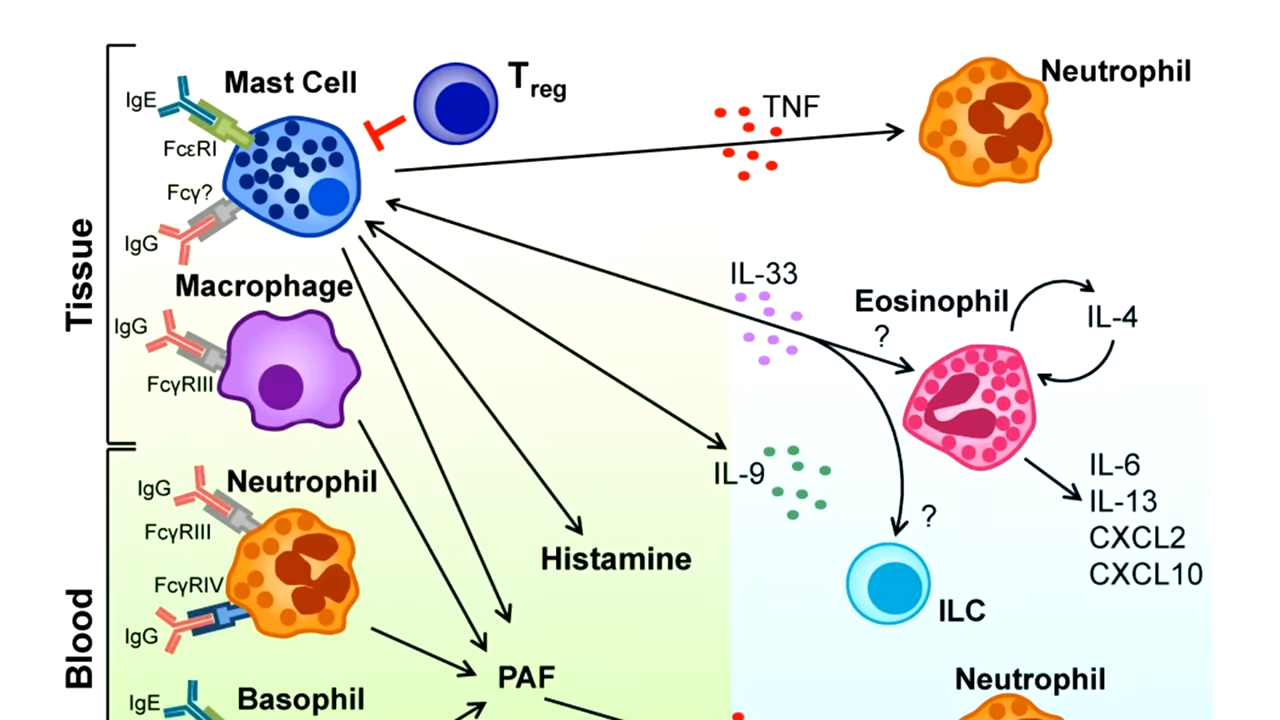 Mast Cell
Treg
Neutrophil
IgE
TNF
FcεRI
Fcγ?
IgG
Tissue
Macrophage
IL-33
Eosinophil
IL-4
IgG
?
FcγRIII
IL-9
IL-6
IL-13
CXCL2
CXCL10
Blood
Neutrophil
IgG
FcγRIII
?
Histamine
FcγRIV
ILC
IgG
PAF
Neutrophil
IgE
Basophil